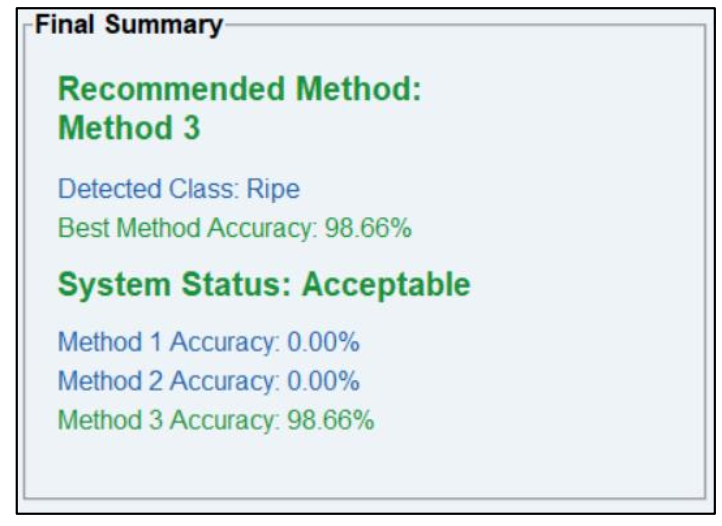 Final Summary
Recommended Method:
Method 3
Detected Class: Ripe
Best Method Accuracy: 98.66%
System Status: Acceptable
Method 1 Accuracy: 0.00%
Method 2 Accuracy: 0.00%
Method 3 Accuracy: 98.66%